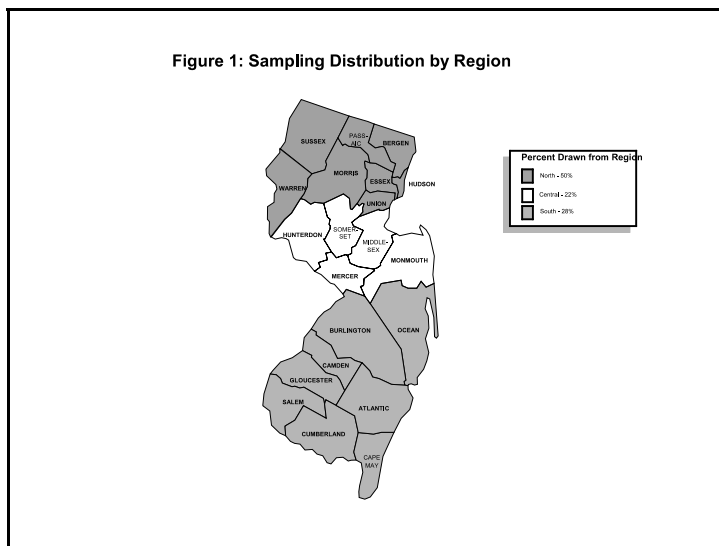 Figure 1: Sampling Distribution by Region
Percent Drawn from Region
North - 50%
Central - 22%
South - 28%
SUSSEX
PASS-
AIC
BERGEN
MORRIS
ESSEX
HUDSON
WARREN
UNION
HUNTERDON
SOMER-
SET
MIDDLE-
SEX
MONMOUTH
MERCER
BURLINGTON
OCEAN
CAMDEN
GLOUCESTER
SALEM
ATLANTIC
CUMBERLAND
CAPE
MAY